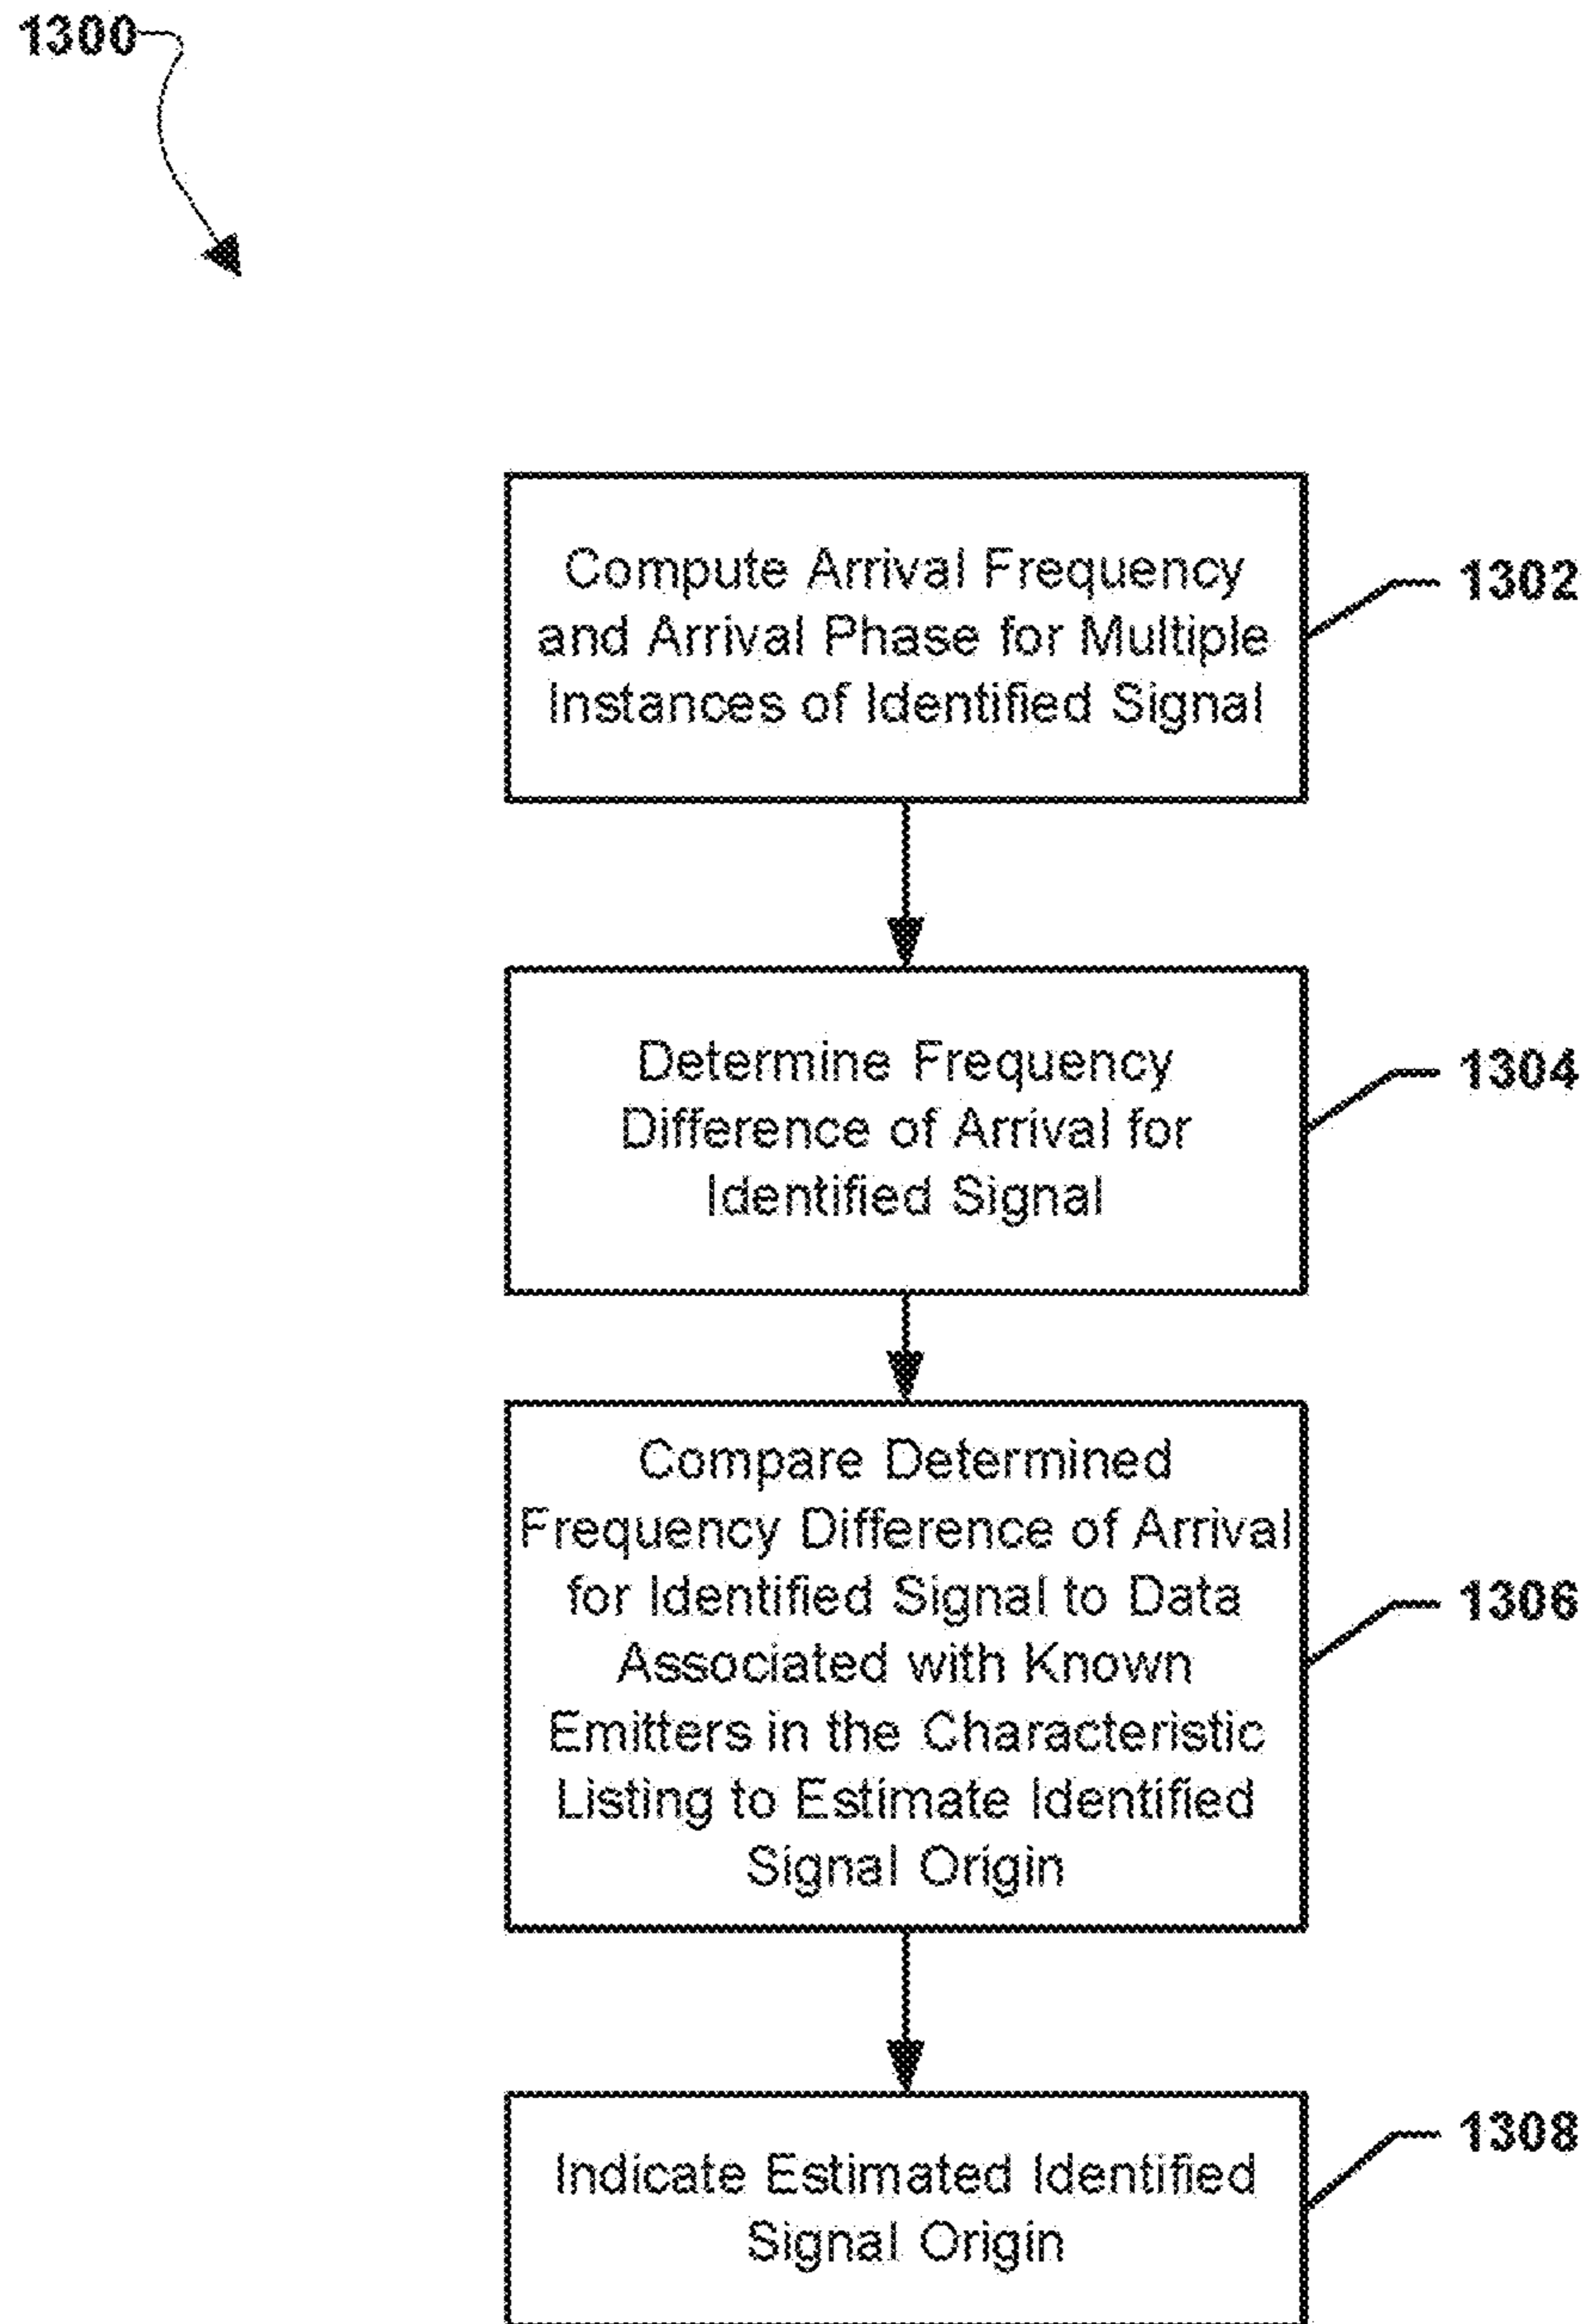 1300
Compute Arrival Frequency
and Arrival Phase for Multiple
Instances of Identified Signal
1302
Determine Frequency
Difference of Arrival for
Identified Signal
1304
Compare Determined
Frequency Difference of Arrival
for Identified Signal to Data
Associated with Known
Emitters in the Characteristic
Listing to Estimate Identified
Signal Origin
1306
Indicate Estimated Identified
Signal Origin
1308